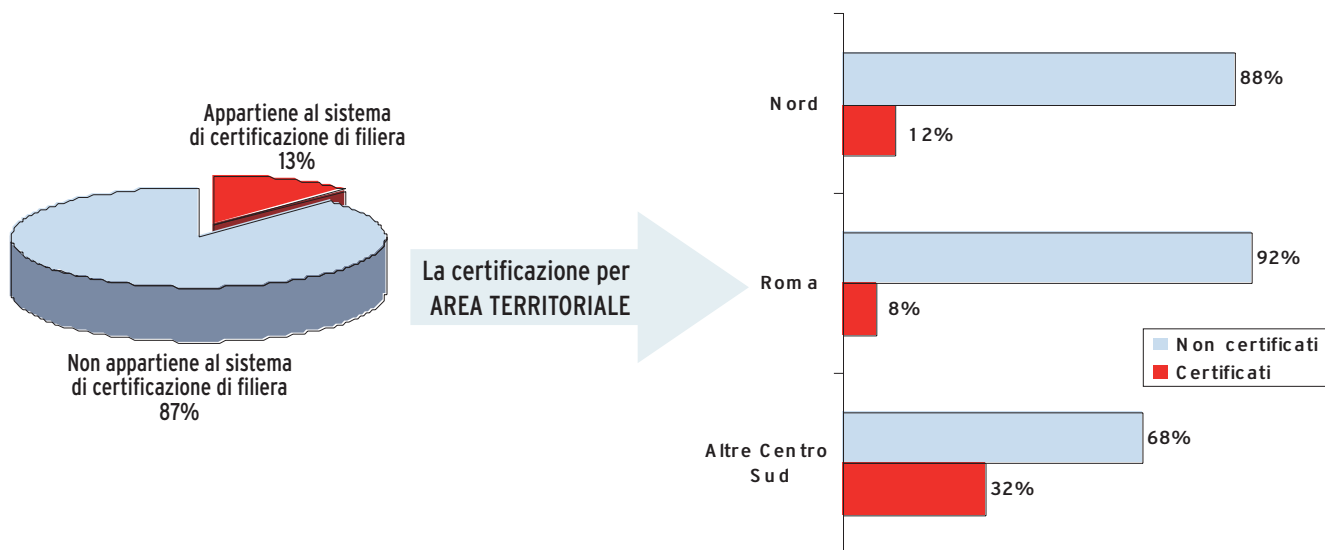 Appartiene al sistema
di certificazione di filiera
13%
Non appartiene al sistema
di certificazione di filiera
87%
La certificazione per
AREA TERRITORIALE
Nord
88%
12%
Roma
92%
8%
Altre Centro
Sud
68%
32%
Non certificati
Certificati